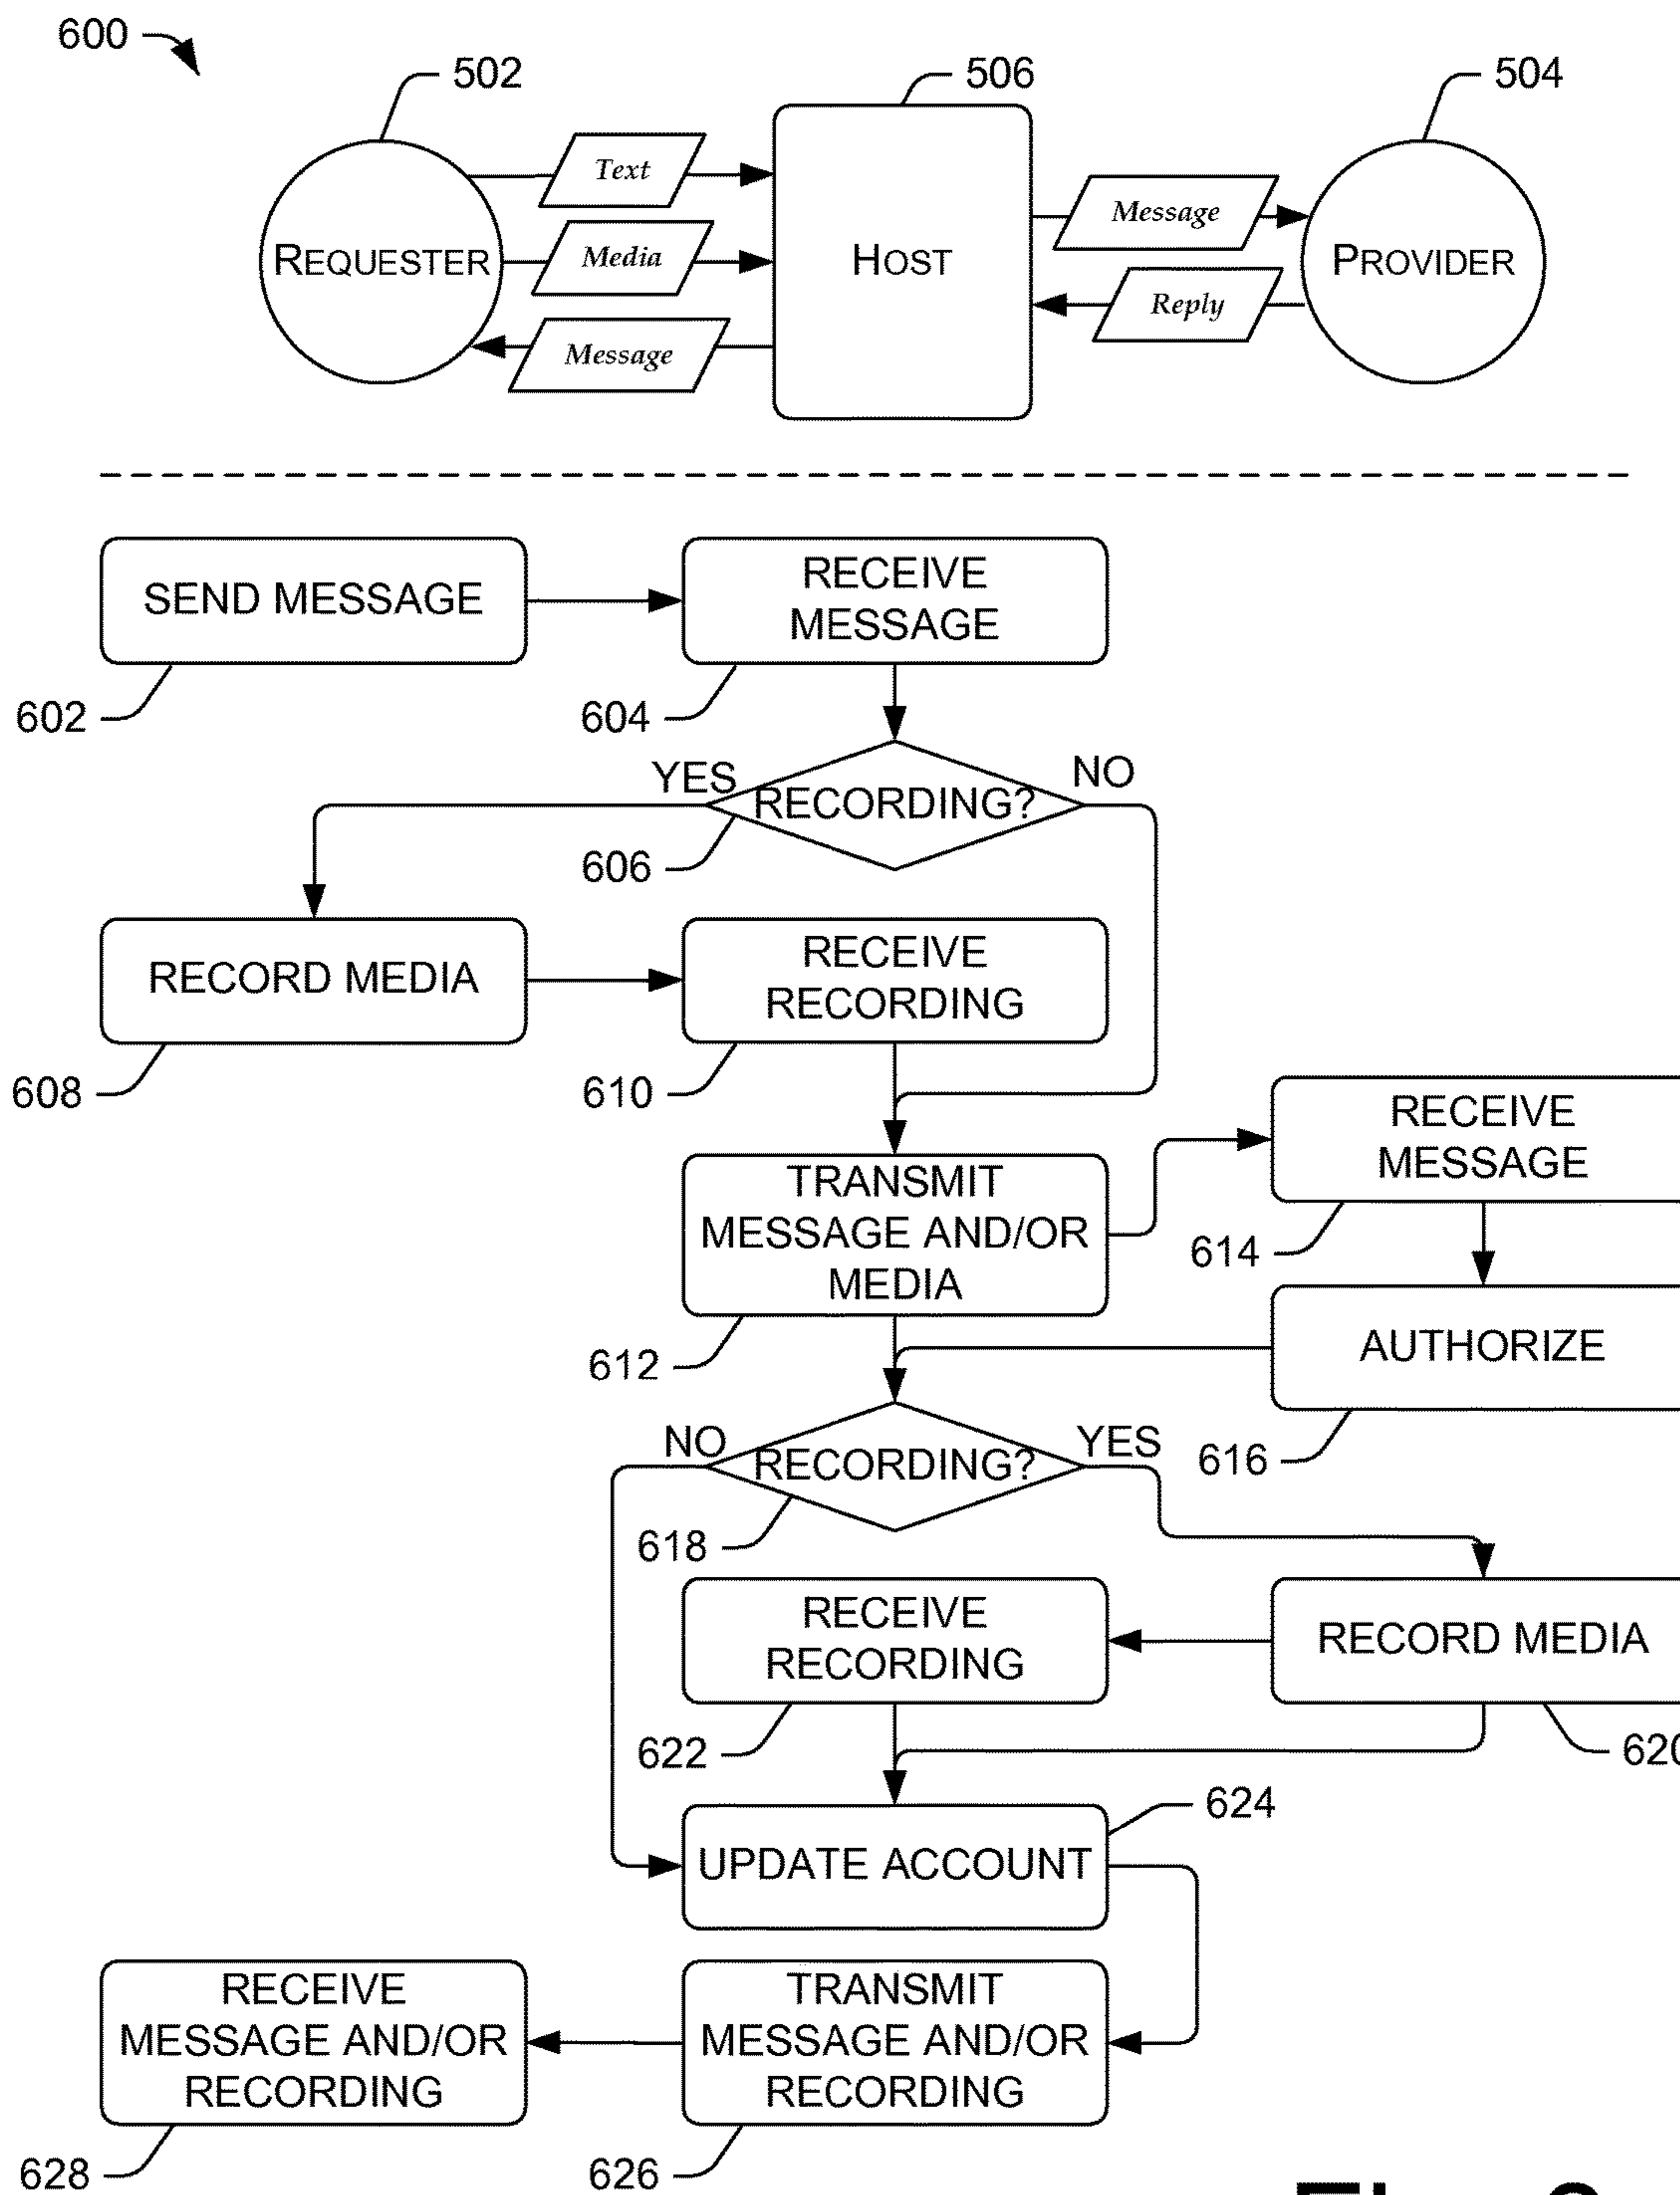 600
502
506
504
Text
Message
REQUESTER
Media
HOST
PROVIDER
Reply
Message
SEND MESSAGE
RECEIVE
MESSAGE
602
604
YES
NO
RECORDING?
606
RECORD MEDIA
RECEIVE
RECORDING
608
610
RECEIVE
MESSAGE
TRANSMIT
MESSAGE AND/OR
MEDIA
614
612
AUTHORIZE
NO
YES
RECORDING?
616
618
RECEIVE
RECORDING
RECORD MEDIA
622
620
624
UPDATE ACCOUNT
RECEIVE
MESSAGE AND/OR
RECORDING
TRANSMIT
MESSAGE AND/OR
RECORDING
628
626